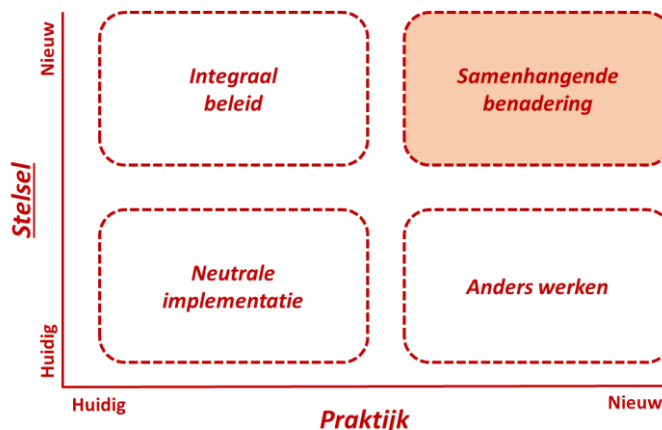 Nieuw
Integraal
beleid
Samenhangende
benadering
Stelsel
Neutrale
implementatie
Anders werken
Huidig
Huidig
Praktijk
Nieuw